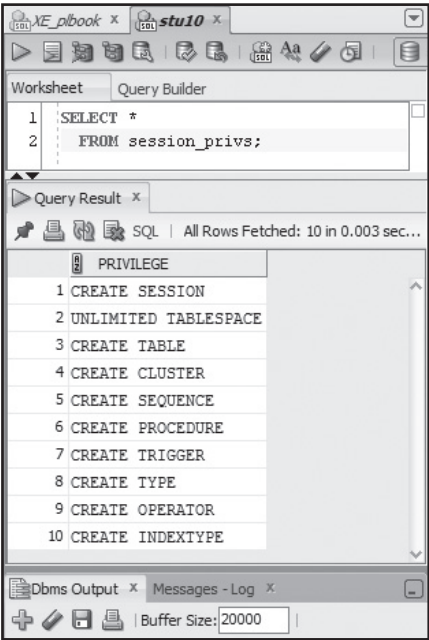 XE_plbook x stu10 x
Worksheet Query Builder
1 SELECT *
2 FROM session_privs;
Query Result x
SQL | All Rows Fetched: 10 in 0.003 sec...
PRIVILEGE
1 CREATE SESSION
2 UNLIMITED TABLESPACE
3 CREATE TABLE
4 CREATE CLUSTER
5 CREATE SEQUENCE
6 CREATE PROCEDURE
7 CREATE TRIGGER
8 CREATE TYPE
9 CREATE OPERATOR
10 CREATE INDEXTYPE
Dbms Output x Messages - Log x
Buffer Size: 20000